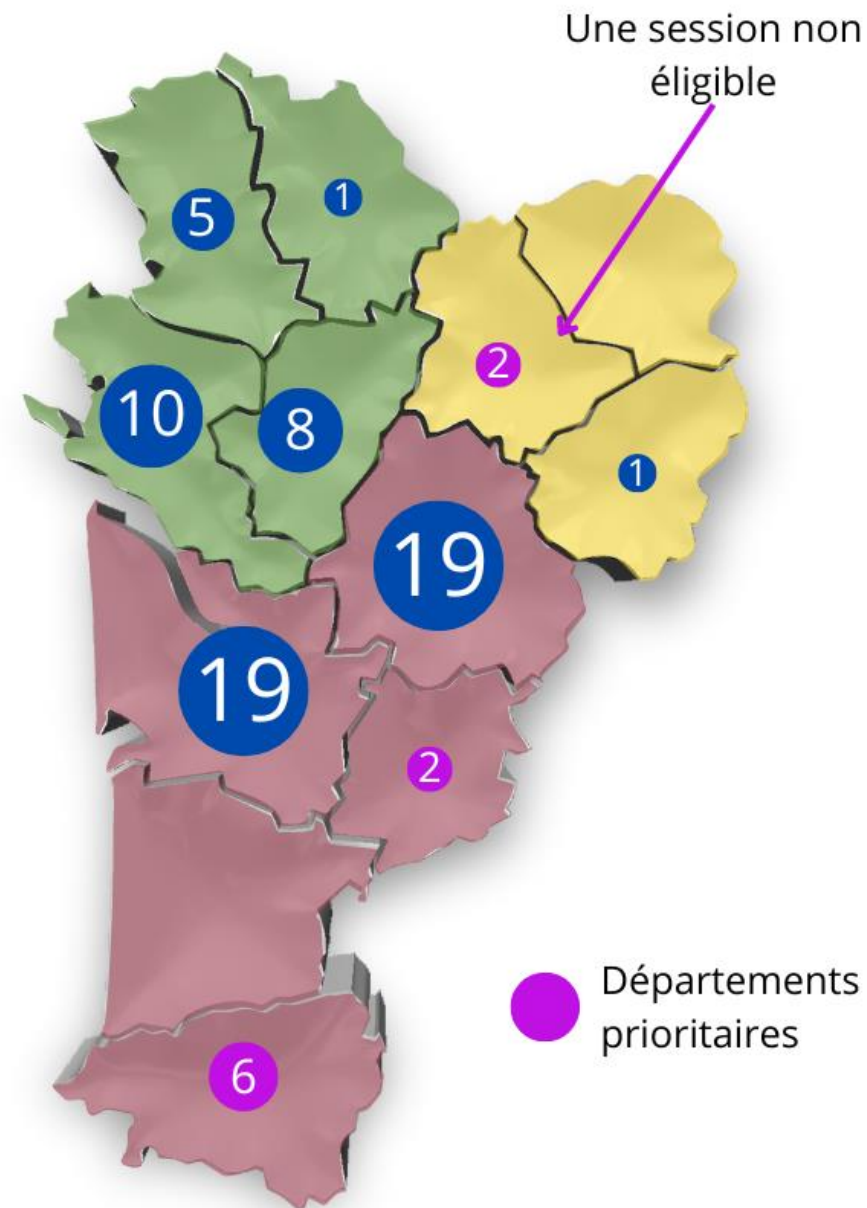 Une session non
éligible
5
1
2
10
8
1
19
19
2
6
Départements
prioritaires